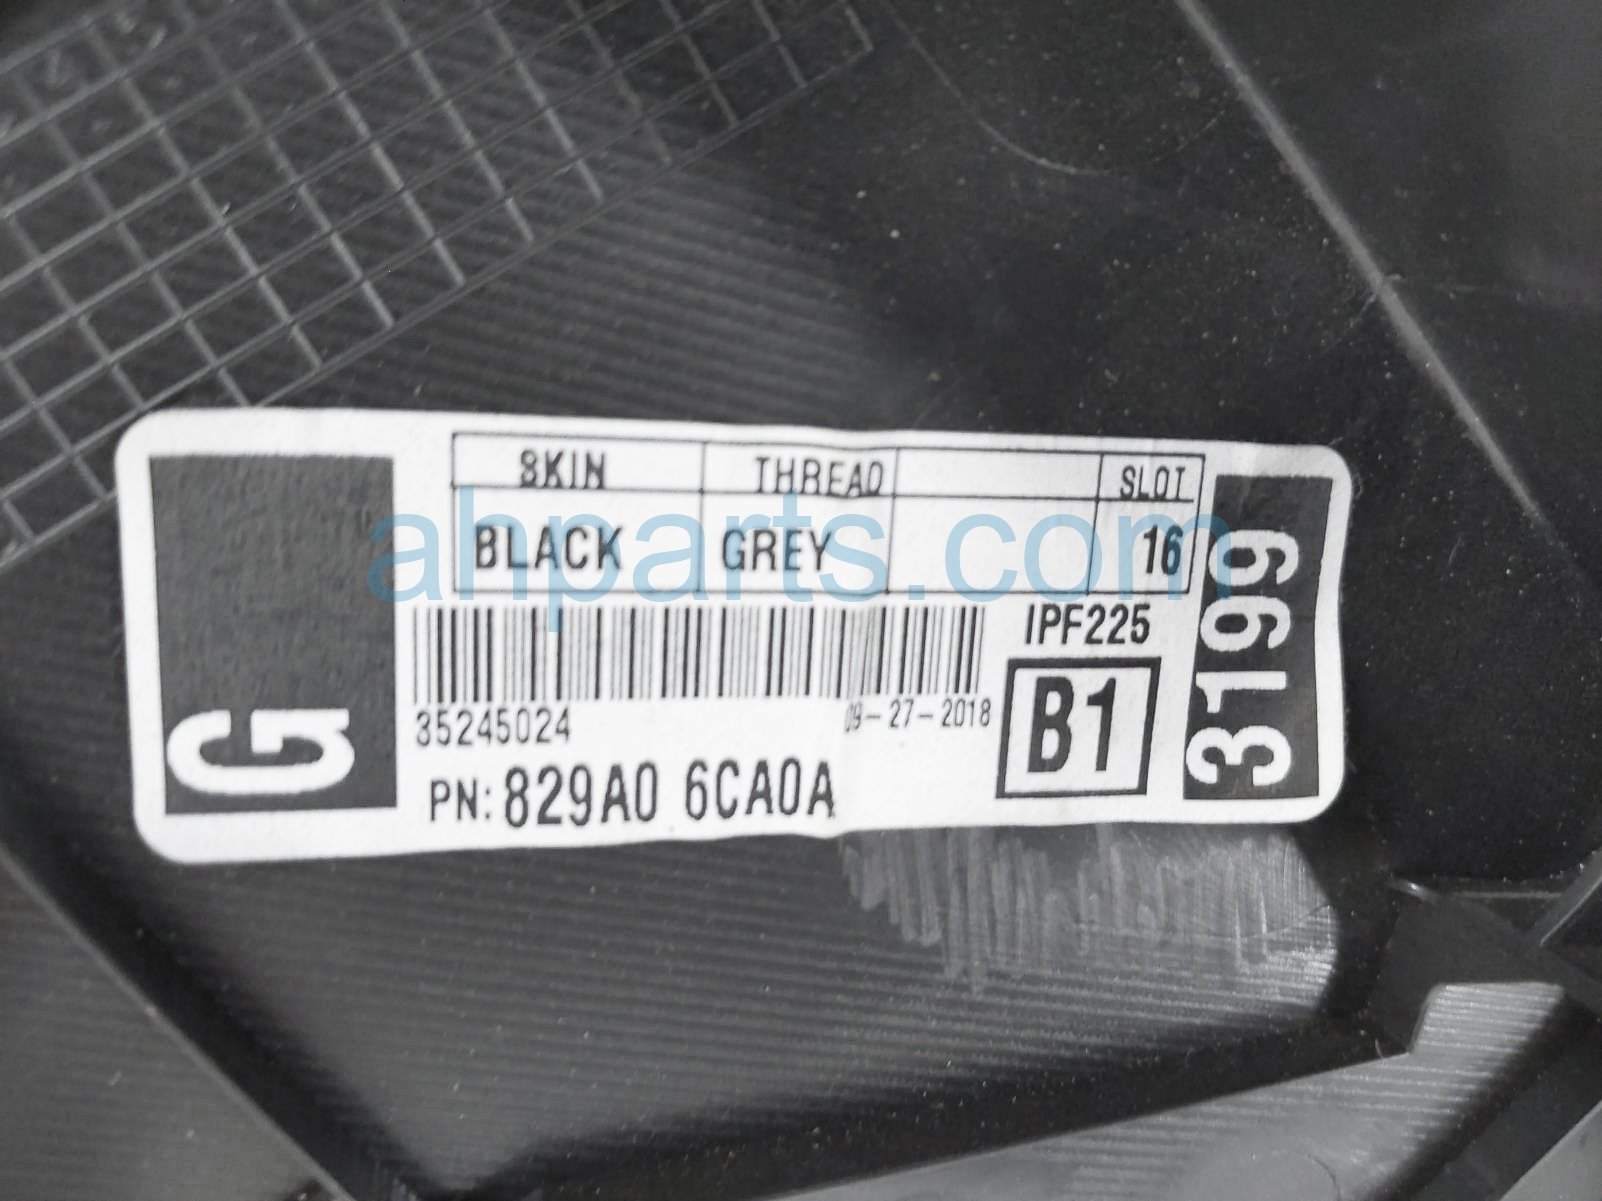 SKIN THREAD SLOT
BLACK GREY 16
ahparts.com
IPF225
35245024
09-27-2018
B1
PN: 829A0 6CA0A
G
3199